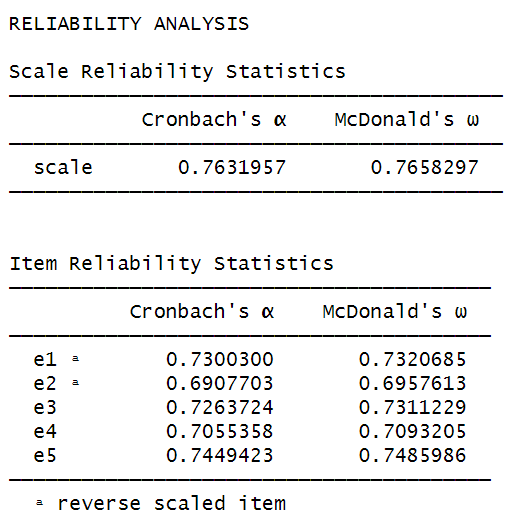 RELIABILITY ANALYSIS
Scale Reliability Statistics
Cronbach's α McDonald's ω
scale 0.7631957 0.7658297
Item Reliability Statistics
Cronbach's α McDonald's ω
e1 ᵃ 0.7300300 0.7320685
e2 ᵃ 0.6907703 0.6957613
e3 0.7263724 0.7311229
e4 0.7055358 0.7093205
e5 0.7449423 0.7485986
ᵃ reverse scaled item